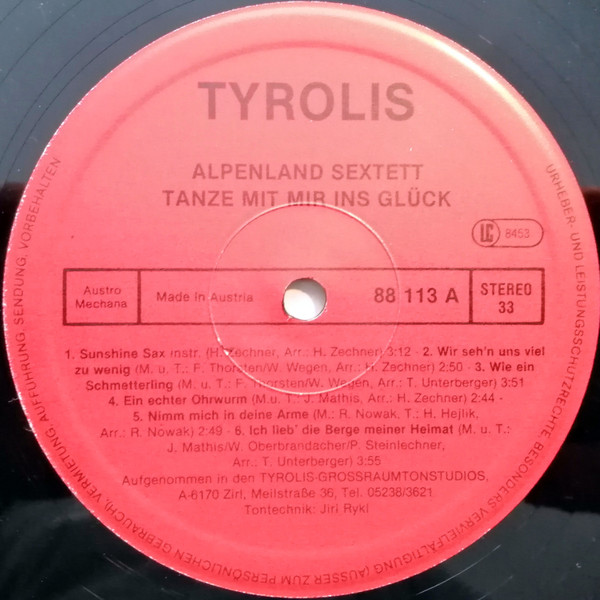 TYROLIS
ALPENLAND SEXTETT
TANZE MIT MIR INS GLÜCK
LC 8453
Austro
Mechana
Made in Austria
88 113 A
STEREO
33
1. Sunshine Sax instr. (H. Zechner, Arr.: H. Zechner) 3:12 · 2. Wir seh'n uns viel
zu wenig (M. u. T.: F. Thorsten/W. Wegen, Arr.: H. Zechner) 2:50 · 3. Wie ein
Schmetterling (M. u. T.: F. Thorsten/W. Wegen, Arr.: T. Unterberger) 3:51
4. Ein echter Ohrwurm (M. u. T.: J. Mathis, Arr.: H. Zechner) 2:44 ·
5. Nimm mich in deine Arme (M.: R. Nowak, T.: H. Hejlik,
Arr.: R. Nowak) 2:49 · 6. Ich lieb' die Berge meiner Heimat (M. u. T.:
J. Mathis/W. Oberbrandacher/P. Steinlechner,
Arr.: T. Unterberger) 3:55
Aufgenommen in den TYROLIS-GROSSRAUMTONSTUDIOS,
A-6170 Zirl, Meilstraße 36, Tel. 05238/3621
Tontechnik: Jiri Rykl
URHEBER- UND LEISTUNGSSCHUTZRECHTE BESONDERS VERVIELFÄLTIGUNG (AUSSER ZUM PERSÖNLICHEN GEBRAUCH), VERMIETUNG AUFFÜHRUNG, SENDUNG, VORBEHALTEN